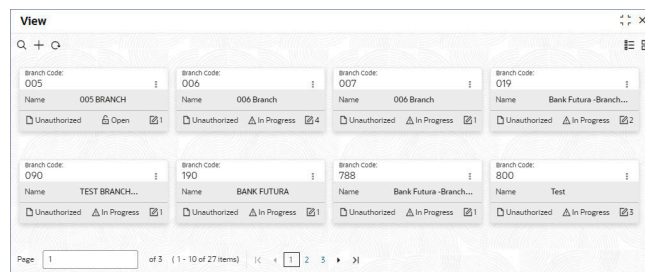 View
Branch Code: Branch Code: Branch Code: Branch Code:
005 006 007 019
Name 005 BRANCH Name 006 Branch Name 006 Branch Name Bank Futura -Branch...
Unauthorized Open 1 Unauthorized In Progress 4 Unauthorized In Progress 1 Unauthorized In Progress 2
Branch Code: Branch Code: Branch Code: Branch Code:
090 190 788 800
Name TEST BRANCH... Name BANK FUTURA Name Bank Futura -Branch... Name Test
Unauthorized In Progress 1 Unauthorized In Progress 1 Unauthorized In Progress 1 Unauthorized In Progress 3
Page 1 of 3 (1 - 10 of 27 items) 1 2 3